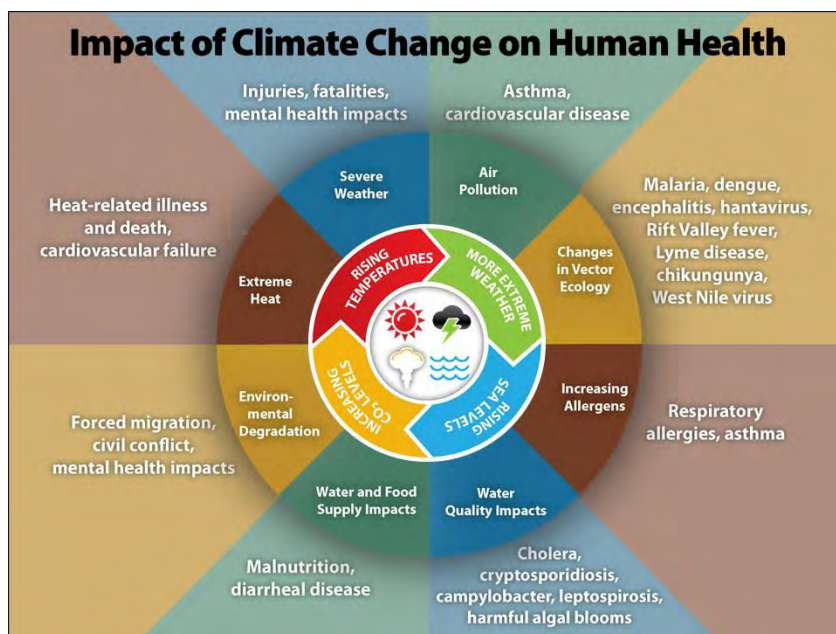 Impact of Climate Change on Human Health
Injuries, fatalities,
mental health impacts
Asthma,
cardiovascular disease
Severe
Weather
Air
Pollution
Heat-related illness
and death,
cardiovascular failure
Malaria, dengue,
encephalitis, hantavirus,
Rift Valley fever,
Lyme disease,
chikungunya,
West Nile virus
Extreme
Heat
Changes
in Vector
Ecology
RISING
TEMPERATURES
MORE EXTREME
WEATHER
INCREASING
CO₂ LEVELS
RISING
SEA LEVELS
Environ-
mental
Degradation
Increasing
Allergens
Forced migration,
civil conflict,
mental health impacts
Respiratory
allergies, asthma
Water and Food
Supply Impacts
Water
Quality Impacts
Malnutrition,
diarrheal disease
Cholera,
cryptosporidiosis,
campylobacter, leptospirosis,
harmful algal blooms